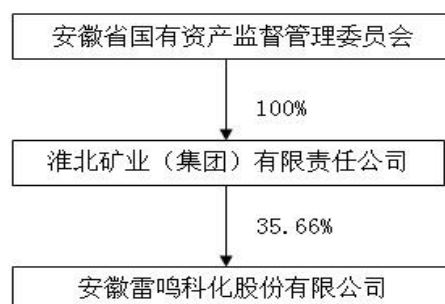 安徽省国有资产监督管理委员会
100%
淮北矿业（集团）有限责任公司
35.66%
安徽雷鸣科化股份有限公司